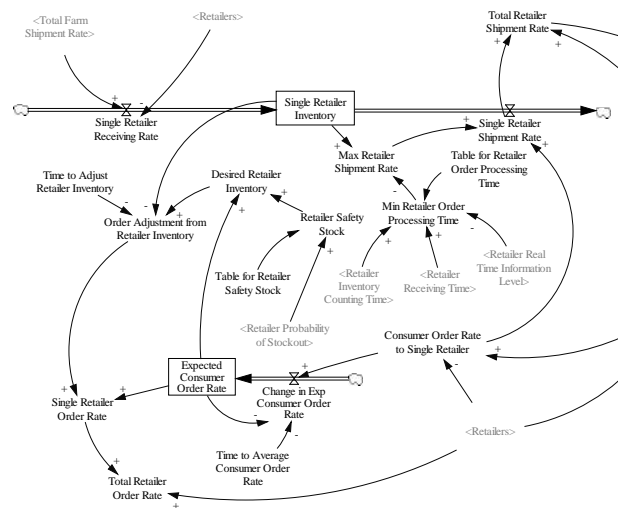 <Total Farm
Shipment Rate>
<Retailers>
Total Retailer
Shipment Rate
Single Retailer
Receiving Rate
Single Retailer
Inventory
Single Retailer
Shipment Rate
Max Retailer
Shipment Rate
Table for Retailer
Order Processing
Time
Time to Adjust
Retailer Inventory
Desired Retailer
Inventory
Order Adjustment from
Retailer Inventory
Retailer Safety
Stock
Min Retailer Order
Processing Time
Table for Retailer
Safety Stock
<Retailer
Inventory
Counting Time>
<Retailer
Receiving Time>
<Retailer Real
Time Information
Level>
<Retailer Probability
of Stockout>
Consumer Order Rate
to Single Retailer
Expected
Consumer
Order Rate
Change in Exp
Consumer Order
Rate
Single Retailer
Order Rate
Time to Average
Consumer Order
Rate
<Retailers>
Total Retailer
Order Rate